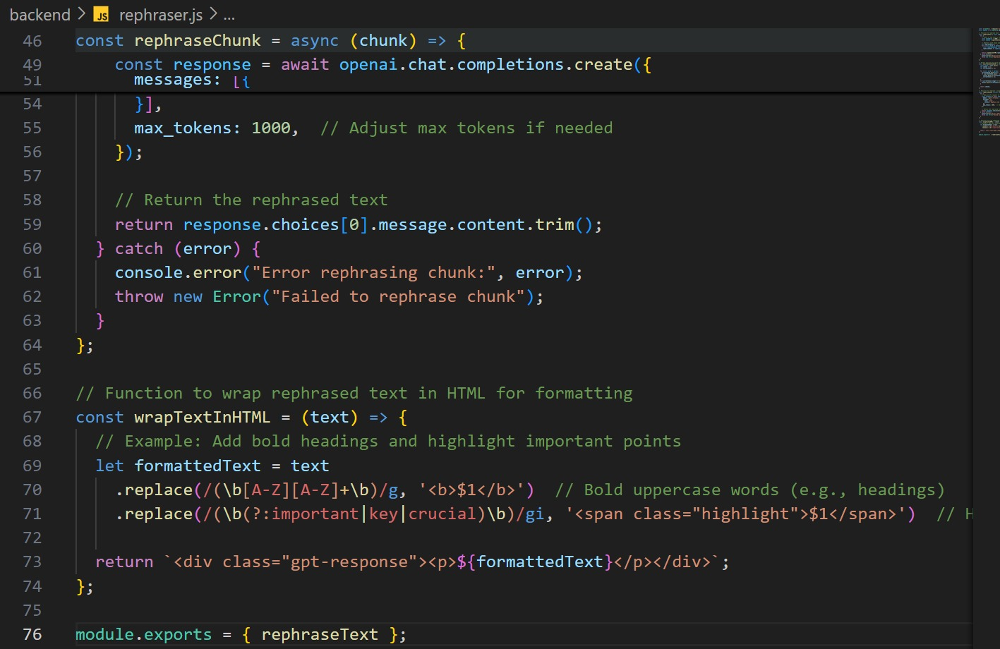 backend > JS rephraser.js > ...
46 const rephraseChunk = async (chunk) => {
49     const response = await openai.chat.completions.create({
51       messages: [{
54       }],
55       max_tokens: 1000,  // Adjust max tokens if needed
56     });
57
58     // Return the rephrased text
59     return response.choices[0].message.content.trim();
60   } catch (error) {
61     console.error("Error rephrasing chunk:", error);
62     throw new Error("Failed to rephrase chunk");
63   }
64 };
65
66 // Function to wrap rephrased text in HTML for formatting
67 const wrapTextInHTML = (text) => {
68   // Example: Add bold headings and highlight important points
69   let formattedText = text
70     .replace(/(\b[A-Z][A-Z]+\b)/g, '<b>$1</b>')  // Bold uppercase words (e.g., headings)
71     .replace(/(\b(?:important|key|crucial)\b)/gi, '<span class="highlight">$1</span>')  // H
72
73   return `<div class="gpt-response"><p>${formattedText}</p></div>`;
74 };
75
76 module.exports = { rephraseText };